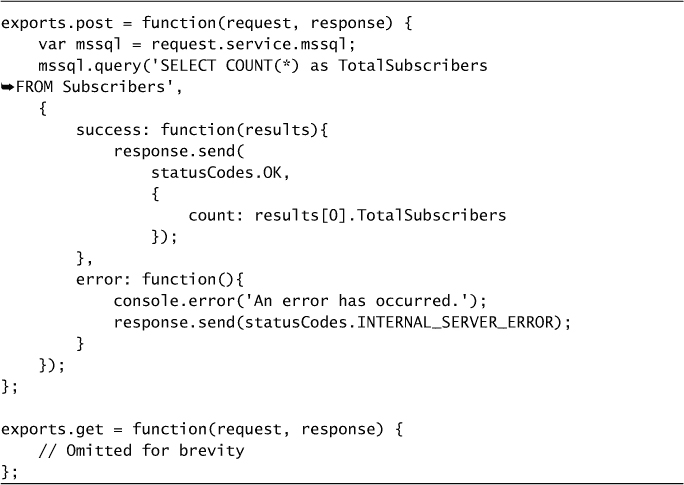 exports.post = function(request, response) {
    var mssql = request.service.mssql;
    mssql.query('SELECT COUNT(*) as TotalSubscribers
➥FROM Subscribers',
    {
        success: function(results){
            response.send(
                statusCodes.OK,
                {
                    count: results[0].TotalSubscribers
                });
        },
        error: function(){
            console.error('An error has occurred.');
            response.send(statusCodes.INTERNAL_SERVER_ERROR);
        }
    });
};

exports.get = function(request, response) {
    // Omitted for brevity
};